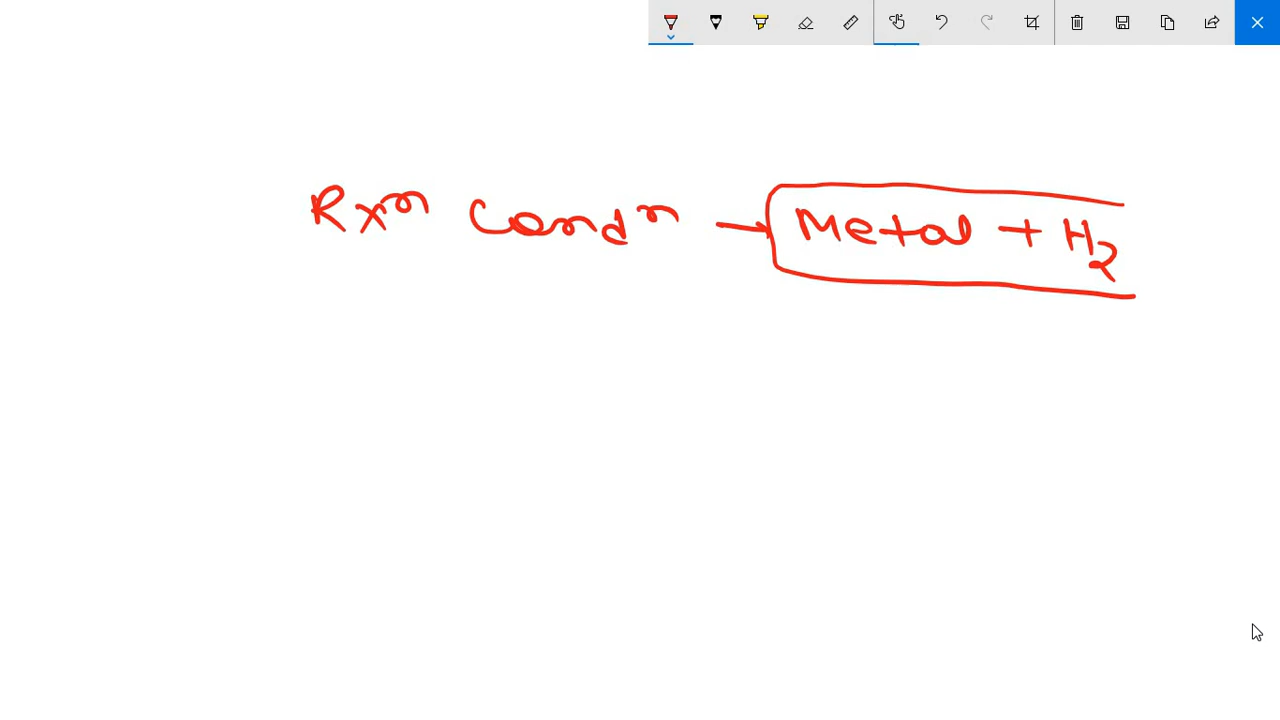 Rxⁿ Condⁿ → Metal + H₂